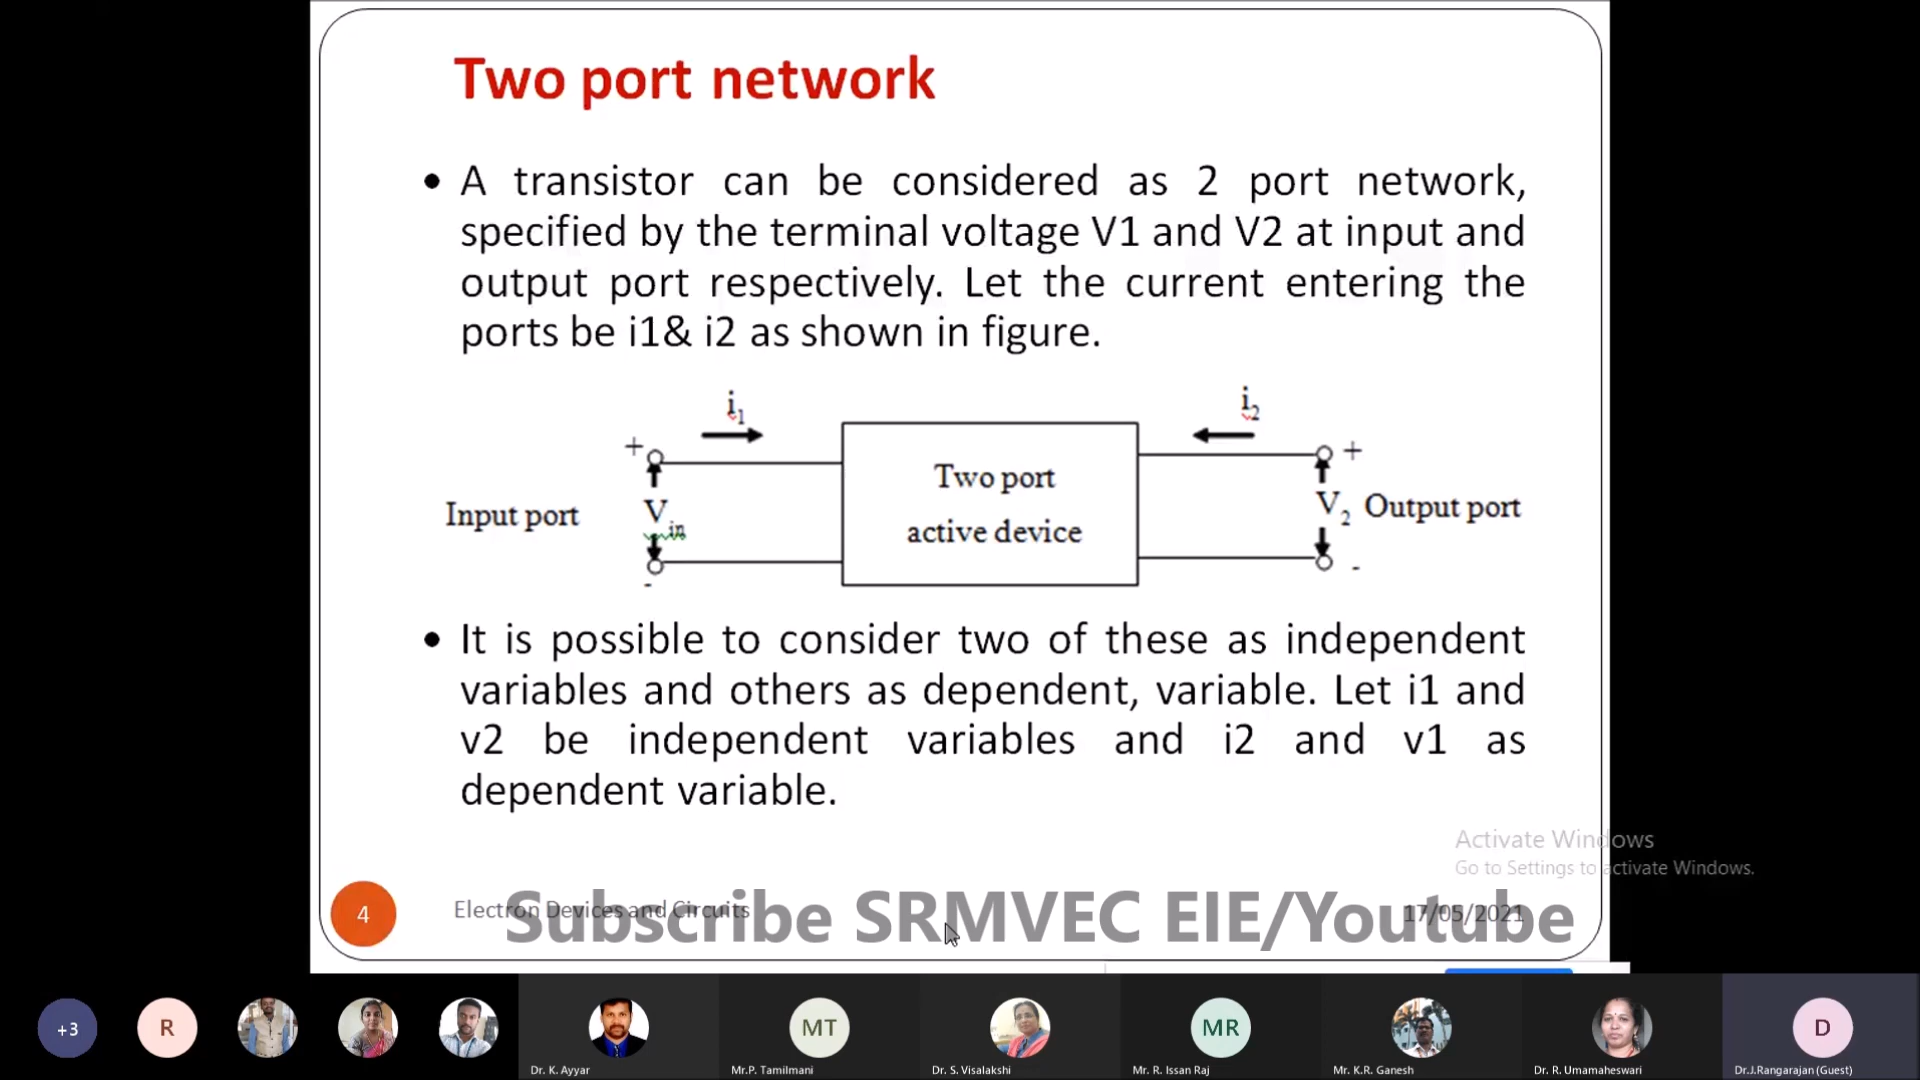 Two port network
• A transistor can be considered as 2 port network,
specified by the terminal voltage V1 and V2 at input and
output port respectively. Let the current entering the
ports be i1& i2 as shown in figure.
i1
i2
+
+
Two port
active device
Input port
Vin
V2
Output port
-
-
• It is possible to consider two of these as independent
variables and others as dependent, variable. Let i1 and
v2 be independent variables and i2 and v1 as
dependent variable.
Activate Windows
Go to Settings to activate Windows.
4
Electron Devices and Circuits
17/05/2021
Subscribe SRMVEC EIE/Youtube
+3
R
MT
MR
D
Dr. K. Ayyar
Mr.P. Tamilmani
Dr. S. Visalakshi
Mr. R. Issan Raj
Mr. K.R. Ganesh
Dr. R. Umamaheswari
Dr.J.Rangarajan (Guest)